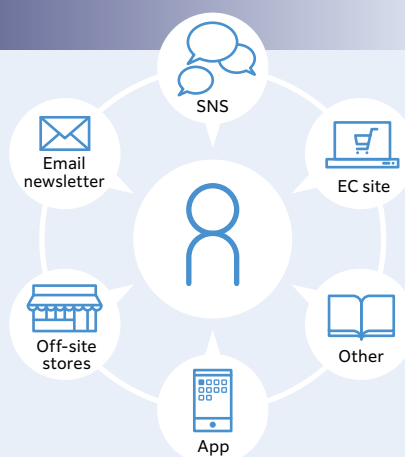 SNS
Email
newsletter
EC site
Off-site
stores
Other
App